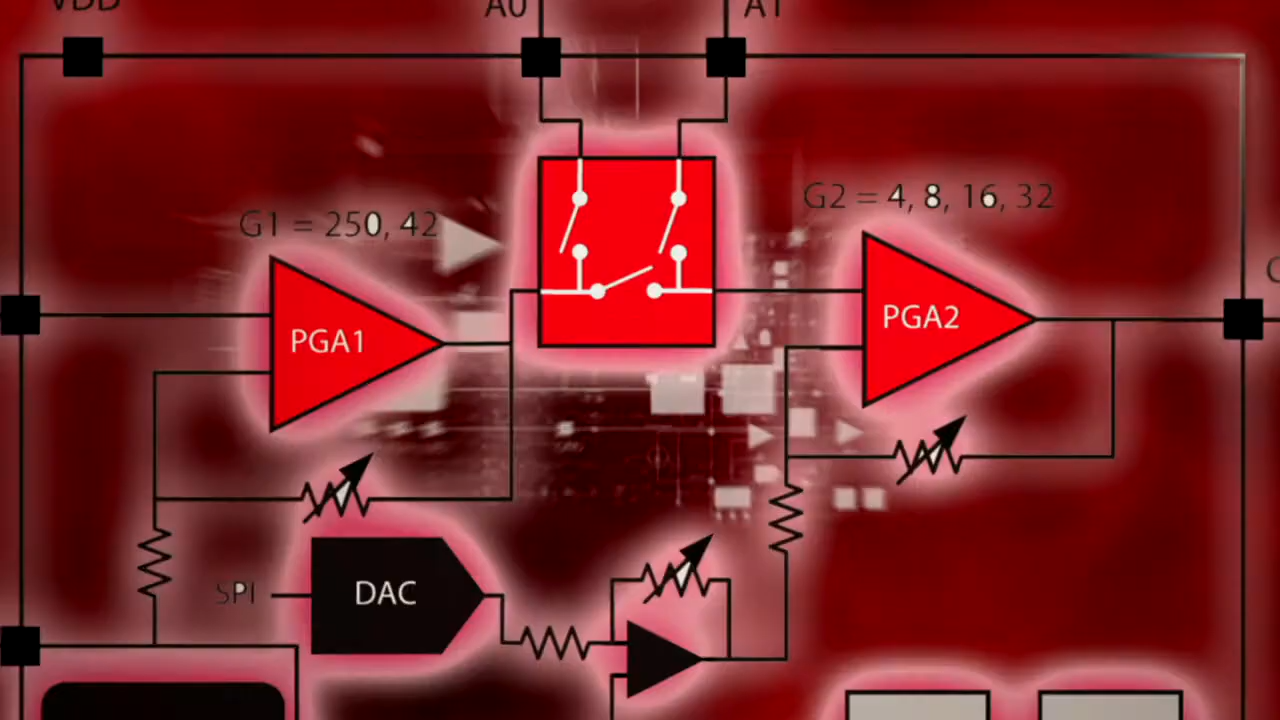 VDD
A0
A1
G1 = 250, 42
G2 = 4, 8, 16, 32
PGA1
PGA2
SPI
DAC